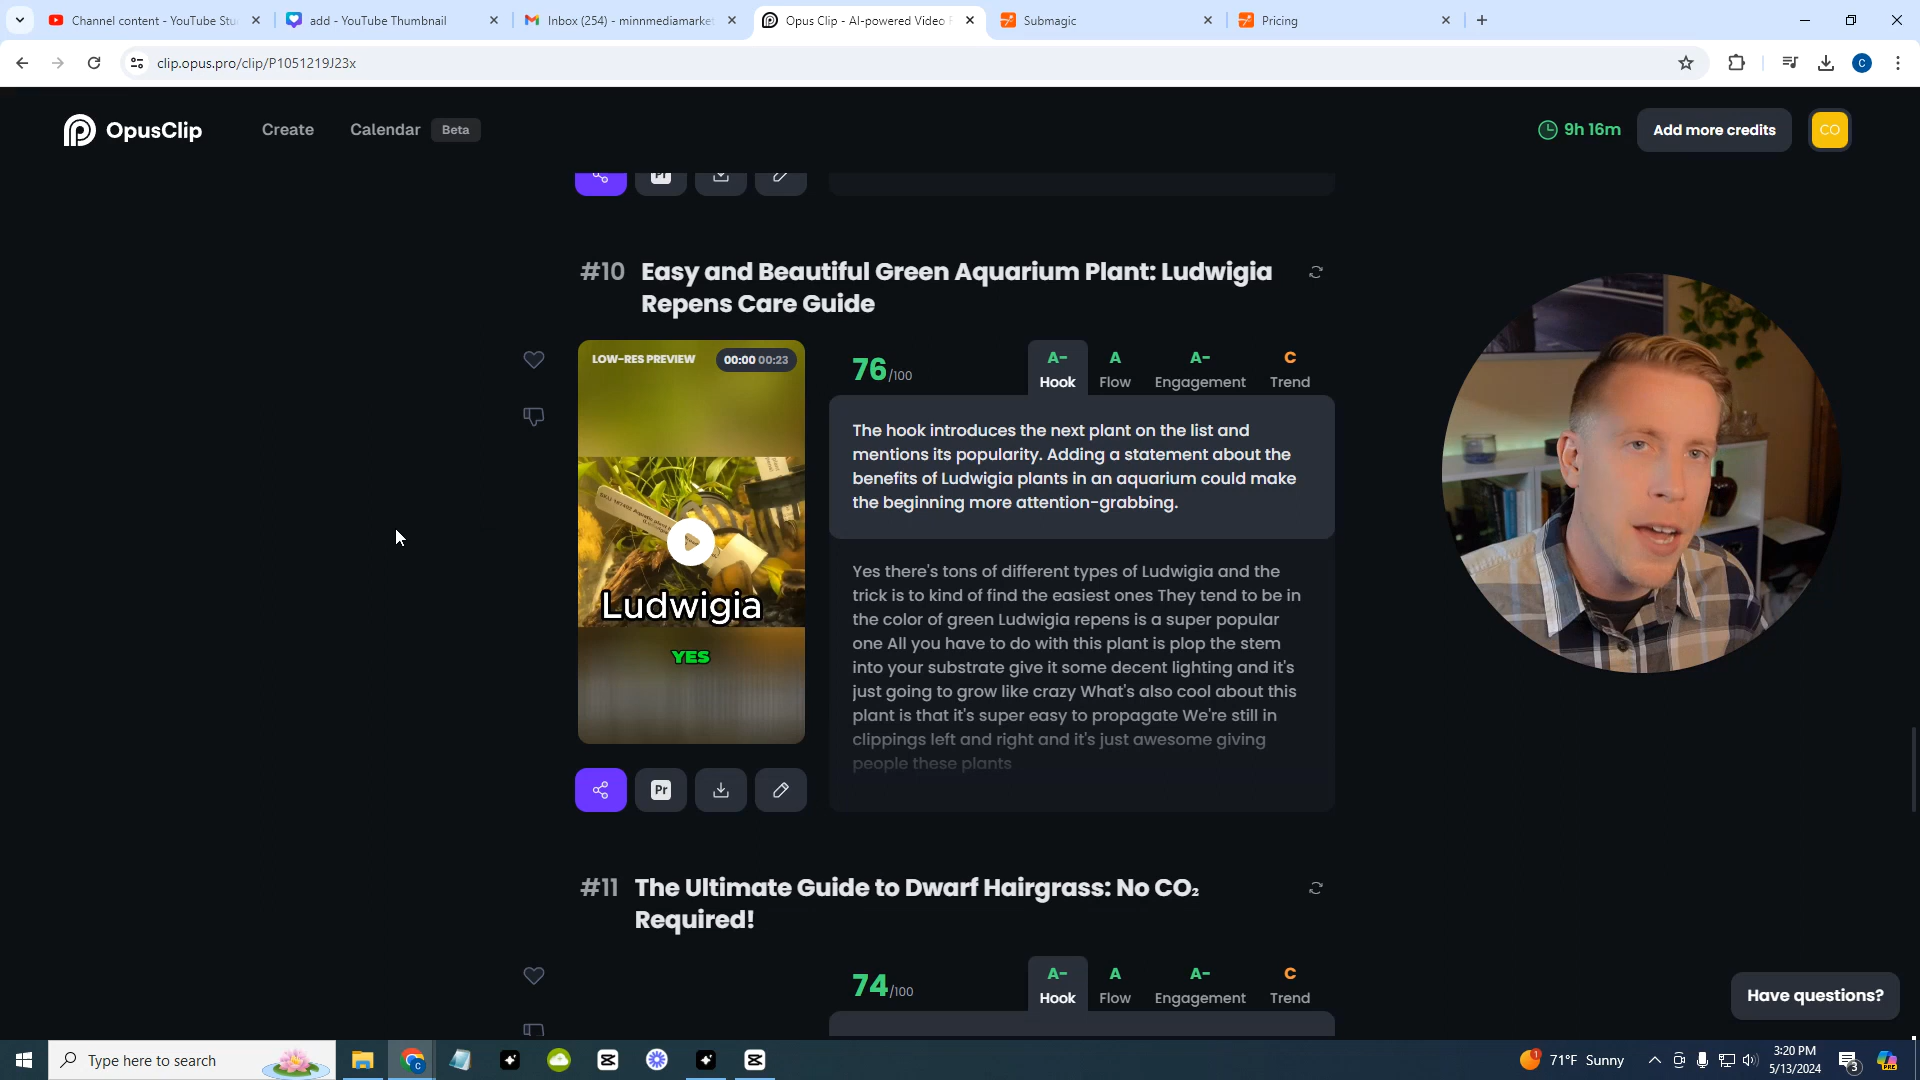 Channel content - YouTube Stu
add - YouTube Thumbnail
Inbox (254) - minnmediamarket
Opus Clip - AI-powered Video R
Submagic
Pricing
clip.opus.pro/clip/P1051219J23x
C
OpusClip
Create
Calendar
Beta
9h 16m
Add more credits
CO
Pr
#10 Easy and Beautiful Green Aquarium Plant: Ludwigia
Repens Care Guide
LOW-RES PREVIEW
00:00 00:23
Ludwigia
YES
76/100
A-
Hook
A
Flow
A-
Engagement
C
Trend
The hook introduces the next plant on the list and
mentions its popularity. Adding a statement about the
benefits of Ludwigia plants in an aquarium could make
the beginning more attention-grabbing.
Yes there's tons of different types of Ludwigia and the
trick is to kind of find the easiest ones They tend to be in
the color of green Ludwigia repens is a super popular
one All you have to do with this plant is plop the stem
into your substrate give it some decent lighting and it's
just going to grow like crazy What's also cool about this
plant is that it's super easy to propagate We're still in
clippings left and right and it's just awesome giving
people these plants
Pr
#11 The Ultimate Guide to Dwarf Hairgrass: No CO₂
Required!
74/100
A-
Hook
A
Flow
A-
Engagement
C
Trend
Have questions?
Type here to search
71°F Sunny
3:20 PM
5/13/2024
3